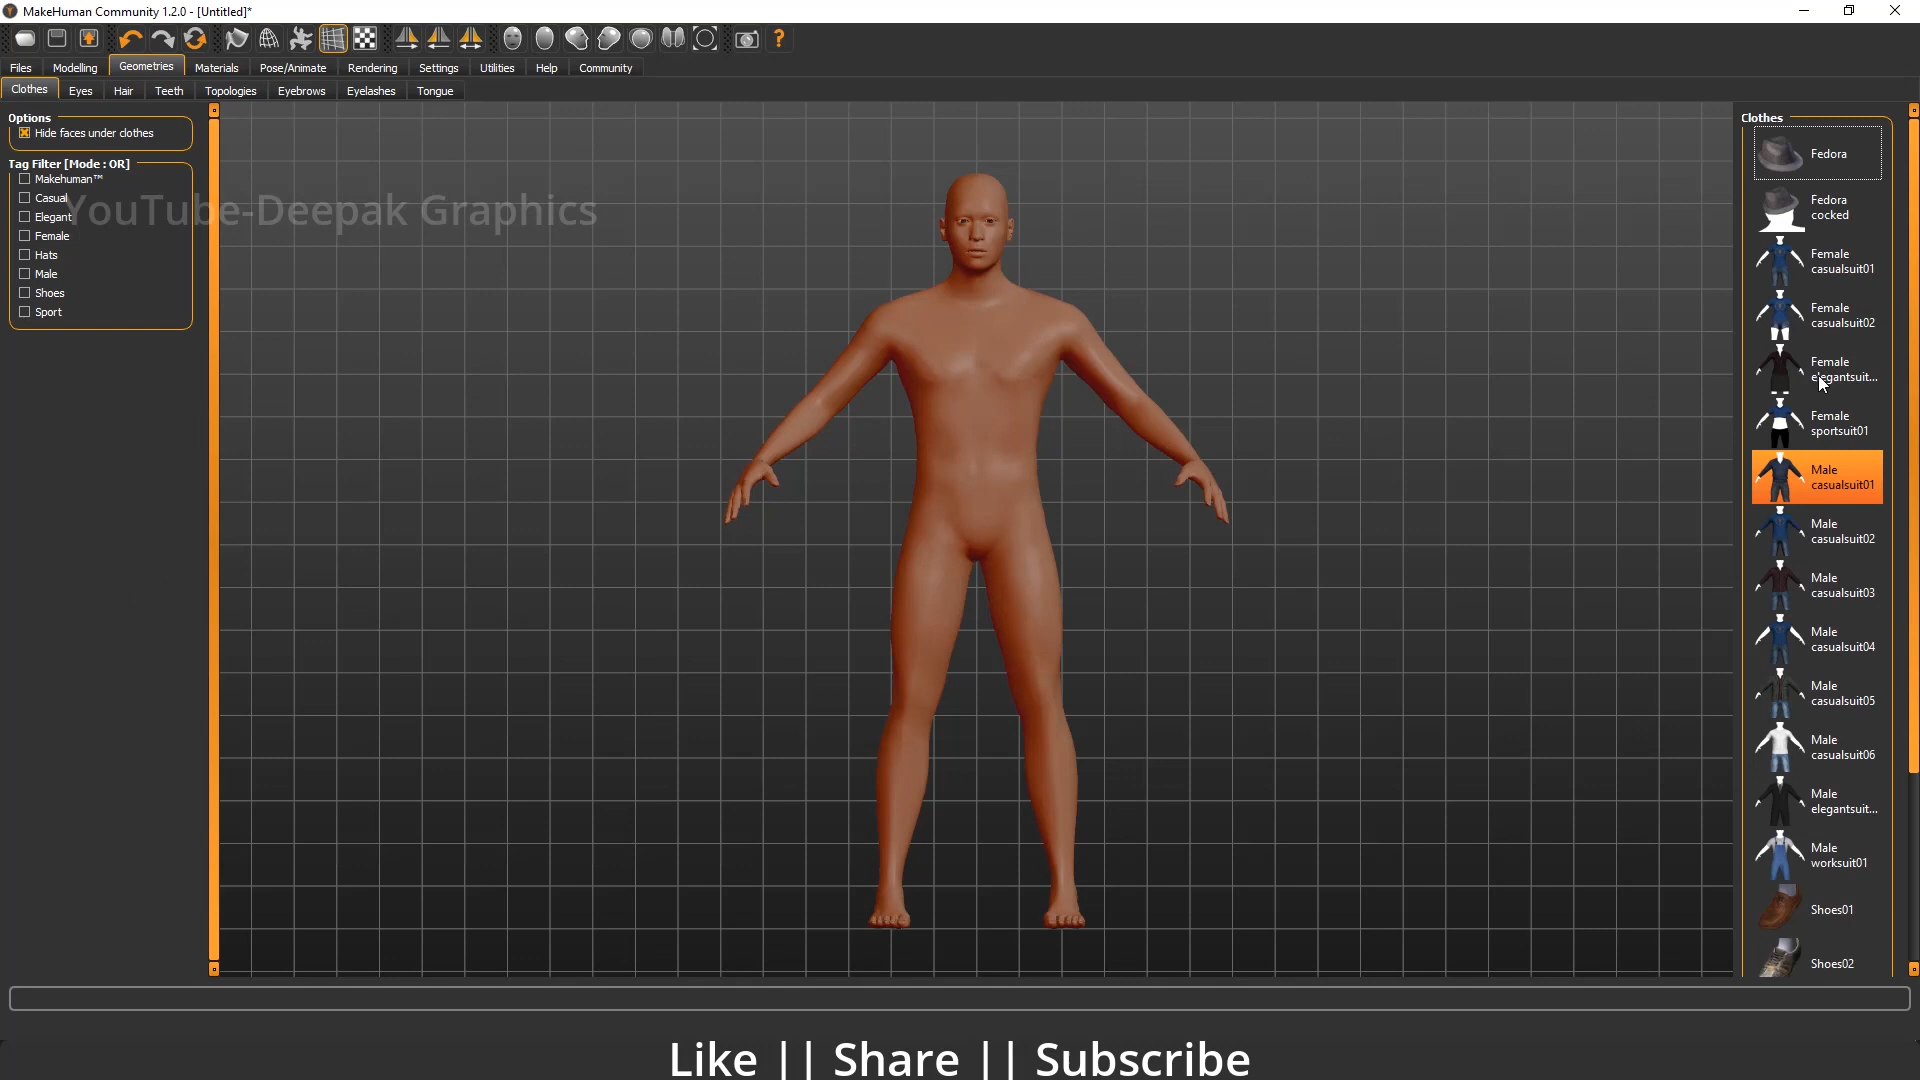 MakeHuman Community 1.2.0 - [Untitled]*
Files Modelling Geometries Materials Pose/Animate Rendering Settings Utilities Help Community
Clothes Eyes Hair Teeth Topologies Eyebrows Eyelashes Tongue
Options
Hide faces under clothes
Tag Filter [Mode : OR]
Makehuman™
Casual
Elegant
Female
Hats
Male
Shoes
Sport
YouTube-Deepak Graphics
Clothes
Fedora
Fedora
cocked
Female
casualsuit01
Female
casualsuit02
Female
elegantsuit...
Female
sportsuit01
Male
casualsuit01
Male
casualsuit02
Male
casualsuit03
Male
casualsuit04
Male
casualsuit05
Male
casualsuit06
Male
elegantsuit...
Male
worksuit01
Shoes01
Shoes02
Like || Share || Subscribe